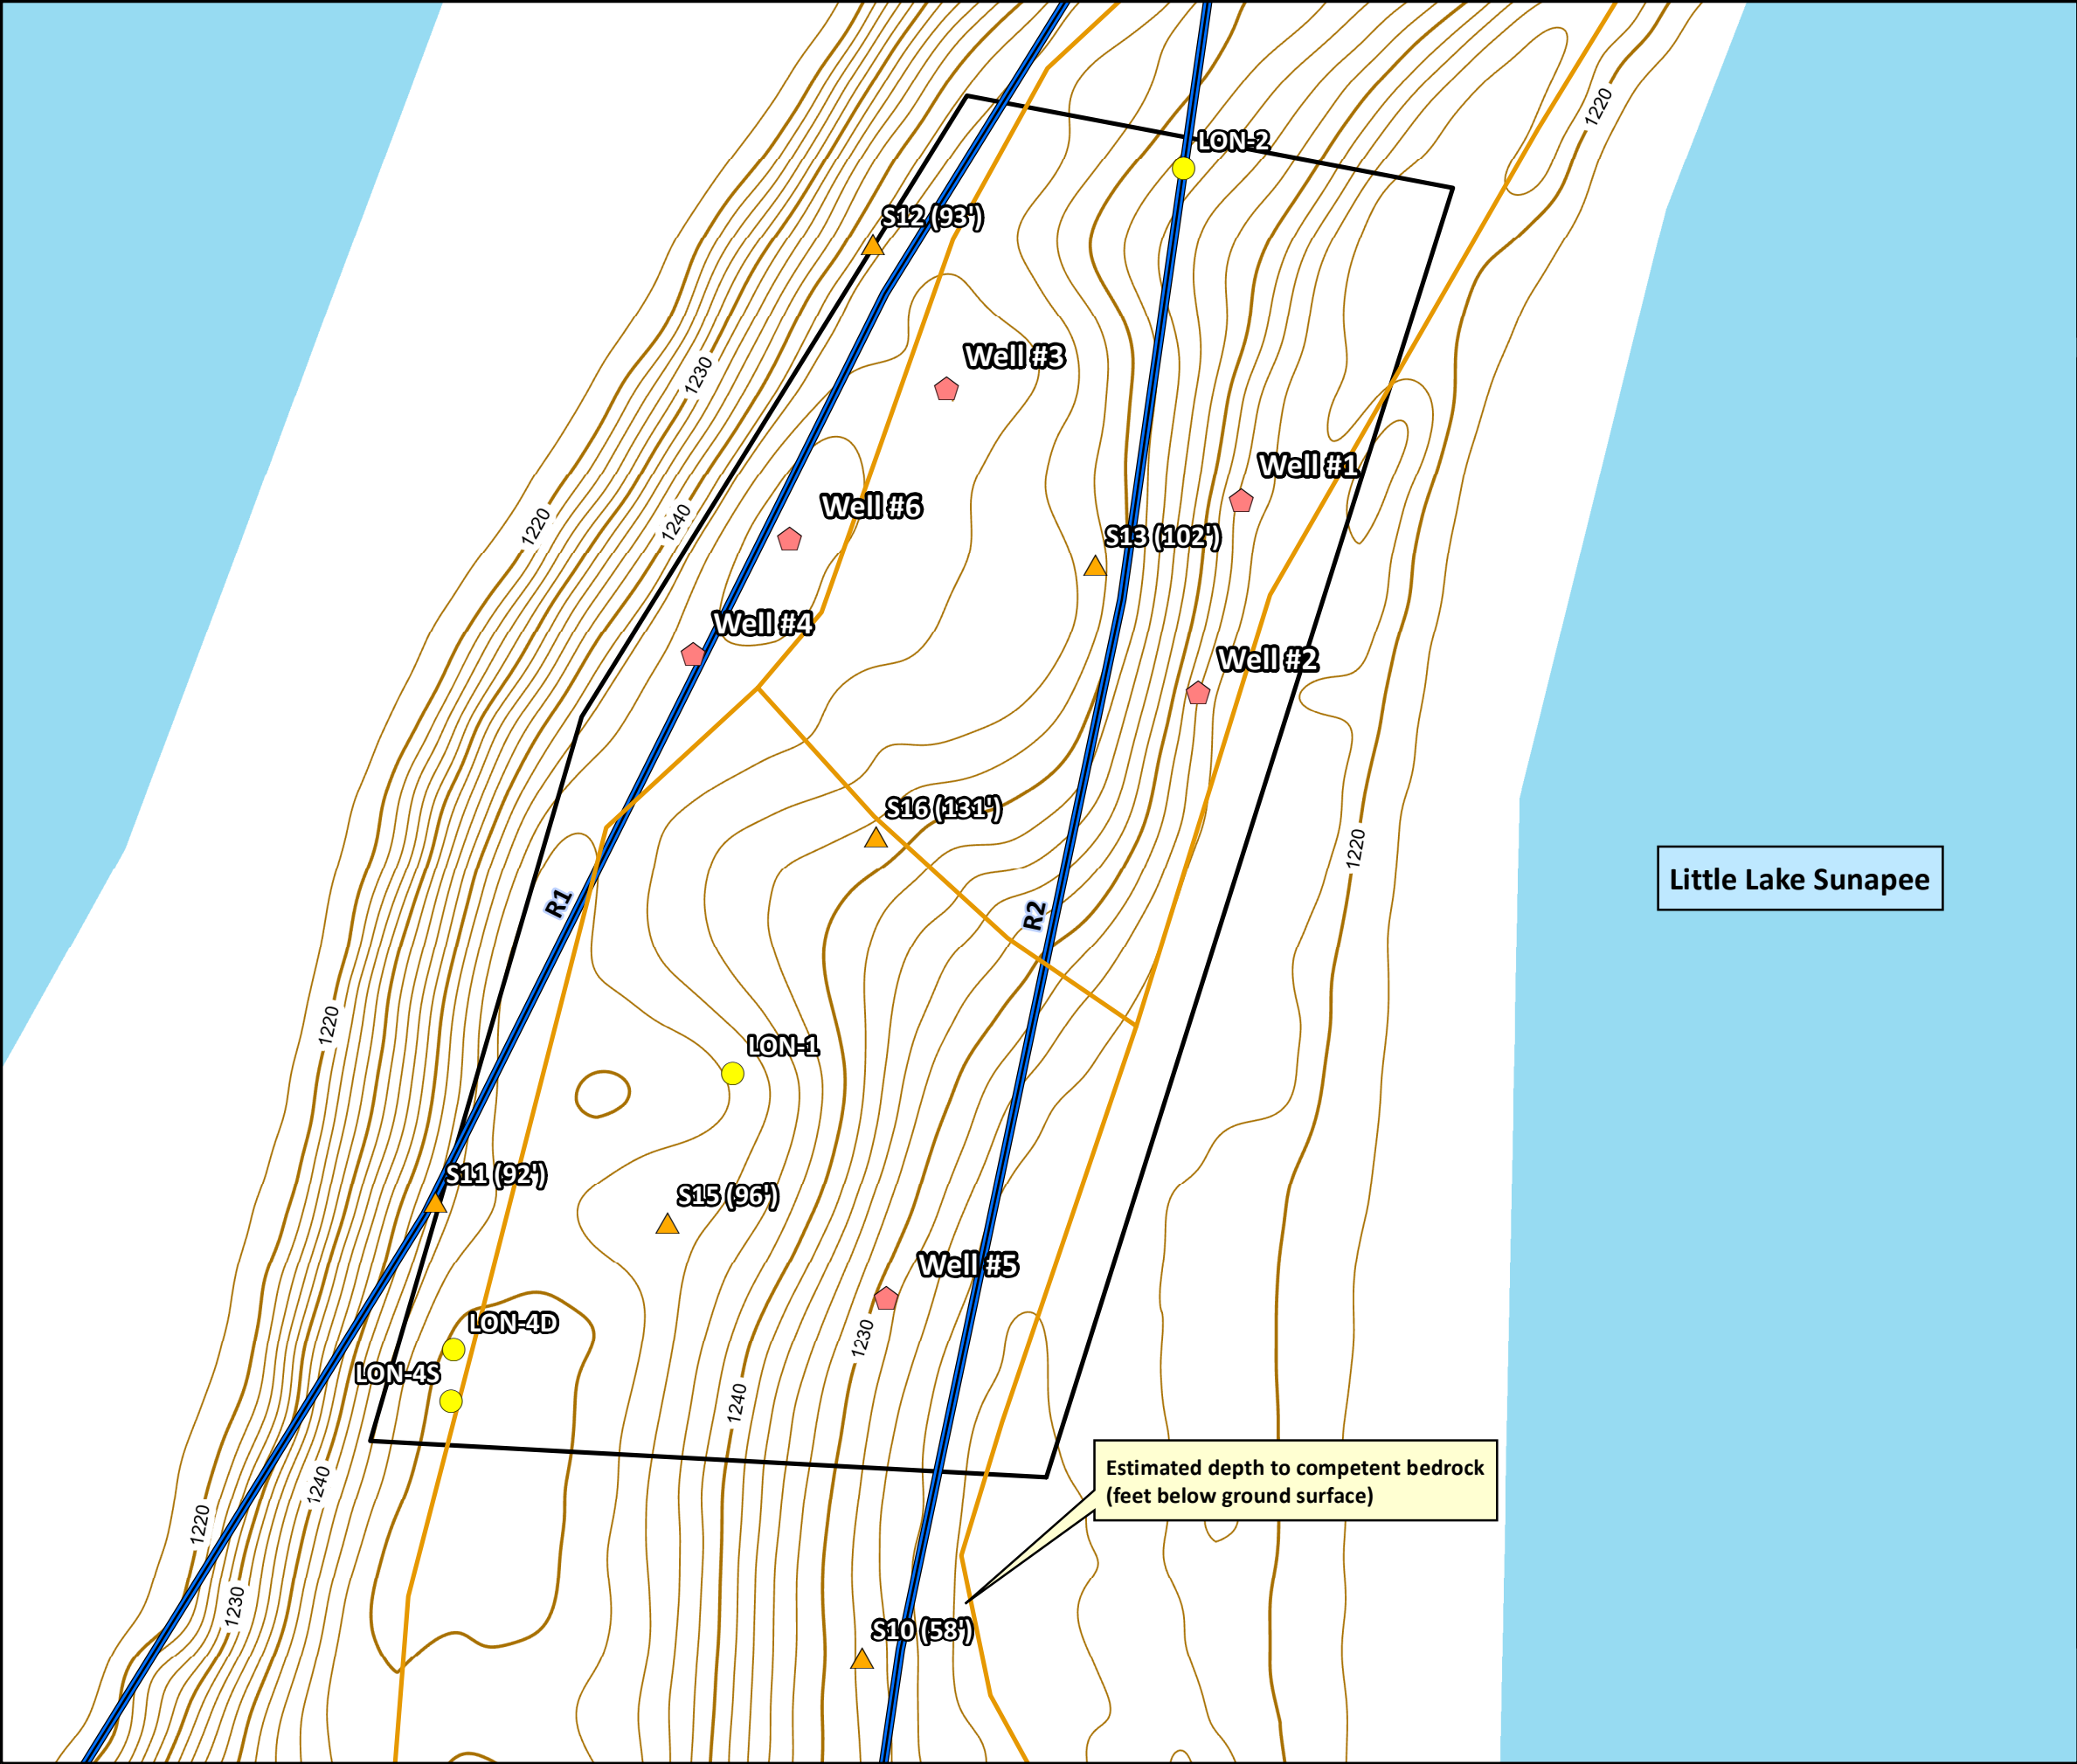 1220
LON-2
S12 (93')
Well #3
1230
Well #1
Well #6
1220
1240
S13 (102')
Well #4
Well #2
S16 (131')
1220
Little Lake Sunapee
R1
R2
1220
LON-1
S11 (92')
S15 (96')
Well #5
LON-4D
1230
LON-4S
1240
1240
Estimated depth to competent bedrock
(feet below ground surface)
1220
1230
S10 (58')